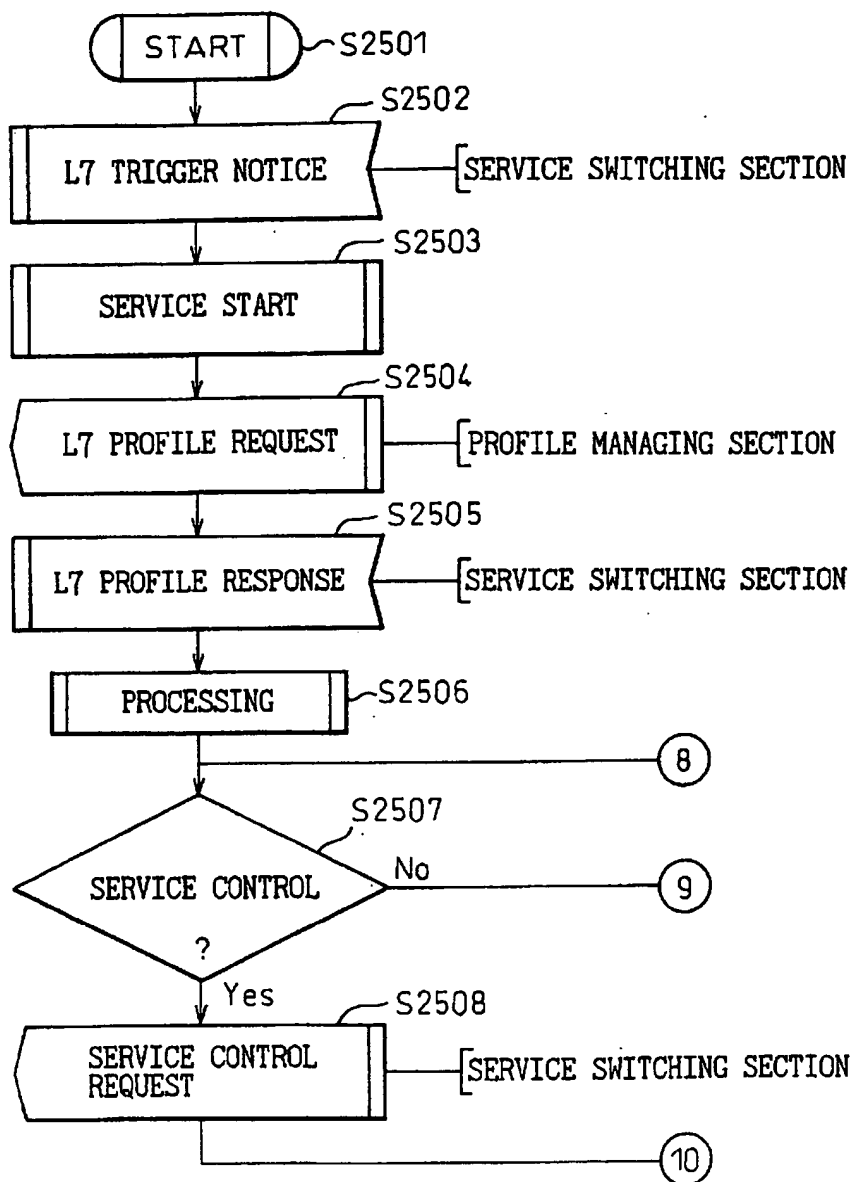 START
S2501
S2502
L7 TRIGGER NOTICE
SERVICE SWITCHING SECTION
S2503
SERVICE START
S2504
L7 PROFILE REQUEST
PROFILE MANAGING SECTION
S2505
L7 PROFILE RESPONSE
SERVICE SWITCHING SECTION
PROCESSING
S2506
8
S2507
SERVICE CONTROL
?
No
9
Yes
S2508
SERVICE CONTROL
REQUEST
SERVICE SWITCHING SECTION
10